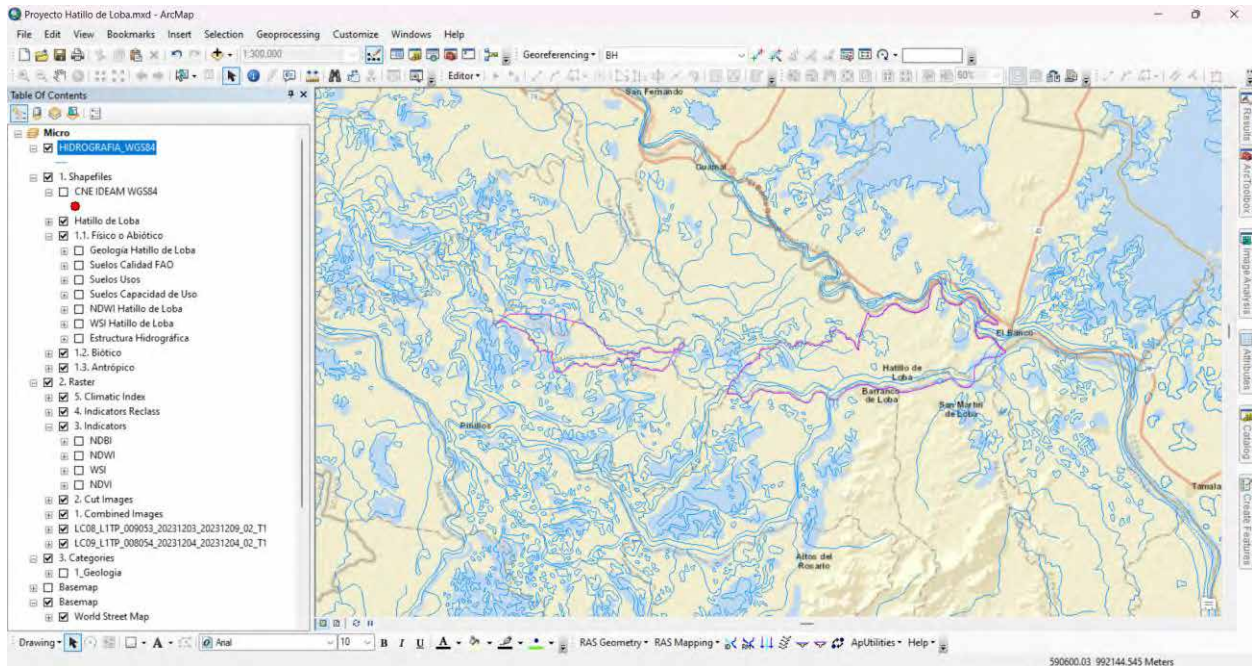 Proyecto Hatillo de Loba.mxd - ArcMap
File Edit View Bookmarks Insert Selection Geoprocessing Customize Windows Help
1:300,000
Georeferencing BH
Editor
60%
Table Of Contents
Micro
HIDROGRAFIA_WGS84
1. Shapefiles
CNE IDEAM WGS84
Hatillo de Loba
1.1. Físico o Abiótico
Geología Hatillo de Loba
Suelos Calidad FAO
Suelos Usos
Suelos Capacidad de Uso
NDWI Hatillo de Loba
WSI Hatillo de Loba
Estructura Hidrográfica
1.2. Biótico
1.3. Antrópico
2. Raster
5. Climatic Index
4. Indicators Reclass
3. Indicators
NDBI
NDWI
WSI
NDVI
2. Cut Images
1. Combined Images
LC08_L1TP_009053_20231203_20231209_02_T1
LC09_L1TP_008054_20231204_20231204_02_T1
3. Categories
1_Geologia
Basemap
Basemap
World Street Map
San Fernando
Guamal
El Banco
Hatillo de
Loba
Barranco
de Loba
San Martin
de Loba
Pinillos
Altos del
Rosario
Tamala
Results
ArcToolbox
Image Analysis
Attributes
Catalog
Create Features
Drawing Arial 10 B I U A RAS Geometry RAS Mapping ApUtilities Help
590600.03 992144.545 Meters